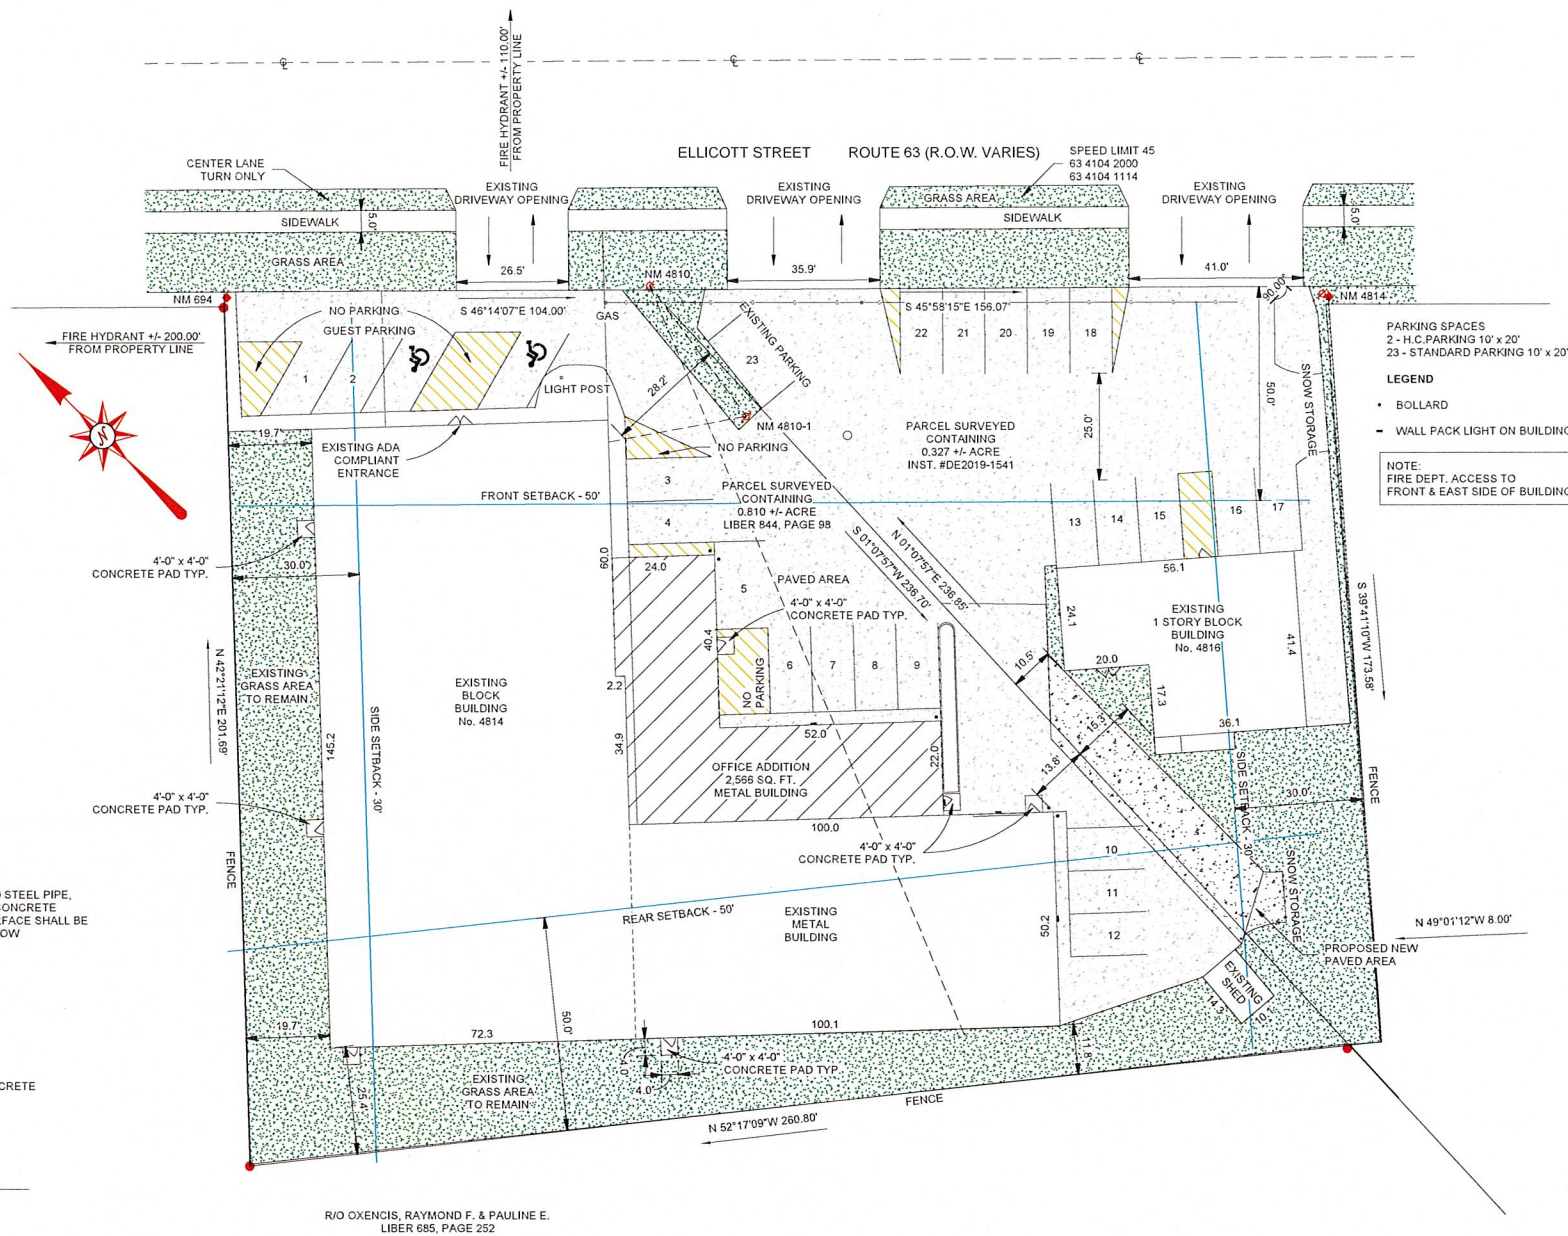 ℄
℄
℄
FIRE HYDRANT +/- 110.00'
FROM PROPERTY LINE
ELLICOTT STREET
ROUTE 63 (R.O.W. VARIES)
SPEED LIMIT 45
63 4104 2000
63 4104 1114
CENTER LANE
TURN ONLY
EXISTING
DRIVEWAY OPENING
EXISTING
DRIVEWAY OPENING
EXISTING
DRIVEWAY OPENING
SIDEWALK
5.0'
GRASS AREA
GRASS AREA
SIDEWALK
5.0'
26.5'
35.9'
41.0'
NM 694
NM 4810
NM 4814
90.00°
FIRE HYDRANT +/- 200.00'
FROM PROPERTY LINE
N
NO PARKING
GUEST PARKING
S 46°14'07"E 104.00'
GAS
S 45°58'15"E 156.07'
1
2
LIGHT POST
28.2'
EXISTING PARKING
23
22
21
20
19
18
NM 4810-1
50.0'
SNOW STORAGE
25.0'
PARKING SPACES
2 - H.C.PARKING 10' x 20'
23 - STANDARD PARKING 10' x 20'
LEGEND
• BOLLARD
- WALL PACK LIGHT ON BUILDING
NOTE:
FIRE DEPT. ACCESS TO
FRONT & EAST SIDE OF BUILDING
19.7'
EXISTING ADA
COMPLIANT
ENTRANCE
NO PARKING
PARCEL SURVEYED
CONTAINING
0.327 +/- ACRE
INST. #DE2019-1541
FRONT SETBACK - 50'
3
4
PARCEL SURVEYED
CONTAINING
0.810 +/- ACRE
LIBER 844, PAGE 98
N 01°07'57"E 236.85'
S 01°07'57"W 236.70'
13
14
15
16
17
4'-0" x 4'-0"
CONCRETE PAD TYP.
30.0'
60.0
24.0
5
PAVED AREA
4'-0" x 4'-0"
CONCRETE PAD TYP.
56.1
24.1
EXISTING
1 STORY BLOCK
BUILDING
No. 4816
41.4
S 39°41'10"W 173.58'
40.4
NO
PARKING
6
7
8
9
10.5'
20.0
17.3
36.1
N 42°21'12"E 201.69'
EXISTING
GRASS AREA
TO REMAIN
145.2
SIDE SETBACK - 30'
EXISTING
BLOCK
BUILDING
No. 4814
2.2
34.9
52.0
22.0
OFFICE ADDITION
2,566 SQ. FT.
METAL BUILDING
15.3'
13.8'
SIDE SETBACK - 30'
30.0
FENCE
4'-0" x 4'-0"
CONCRETE PAD TYP.
FENCE
100.0
4'-0" x 4'-0"
CONCRETE PAD TYP.
10
11
12
50.2
SNOW STORAGE
REAR SETBACK - 50'
EXISTING
METAL
BUILDING
STEEL PIPE,
CONCRETE
FACE SHALL BE
OW
N 49°01'12"W 8.00'
PROPOSED NEW
PAVED AREA
EXISTING
SHED
14.3'
10.1'
19.7'
72.3
50.0'
100.1
11.8'
25.4'
4.0'
4.0'
4'-0" x 4'-0"
CONCRETE PAD TYP.
EXISTING
GRASS AREA
TO REMAIN
CRETE
FENCE
N 52°17'09"W 260.80'
R/O OXENCIS, RAYMOND F. & PAULINE E.
LIBER 685, PAGE 252